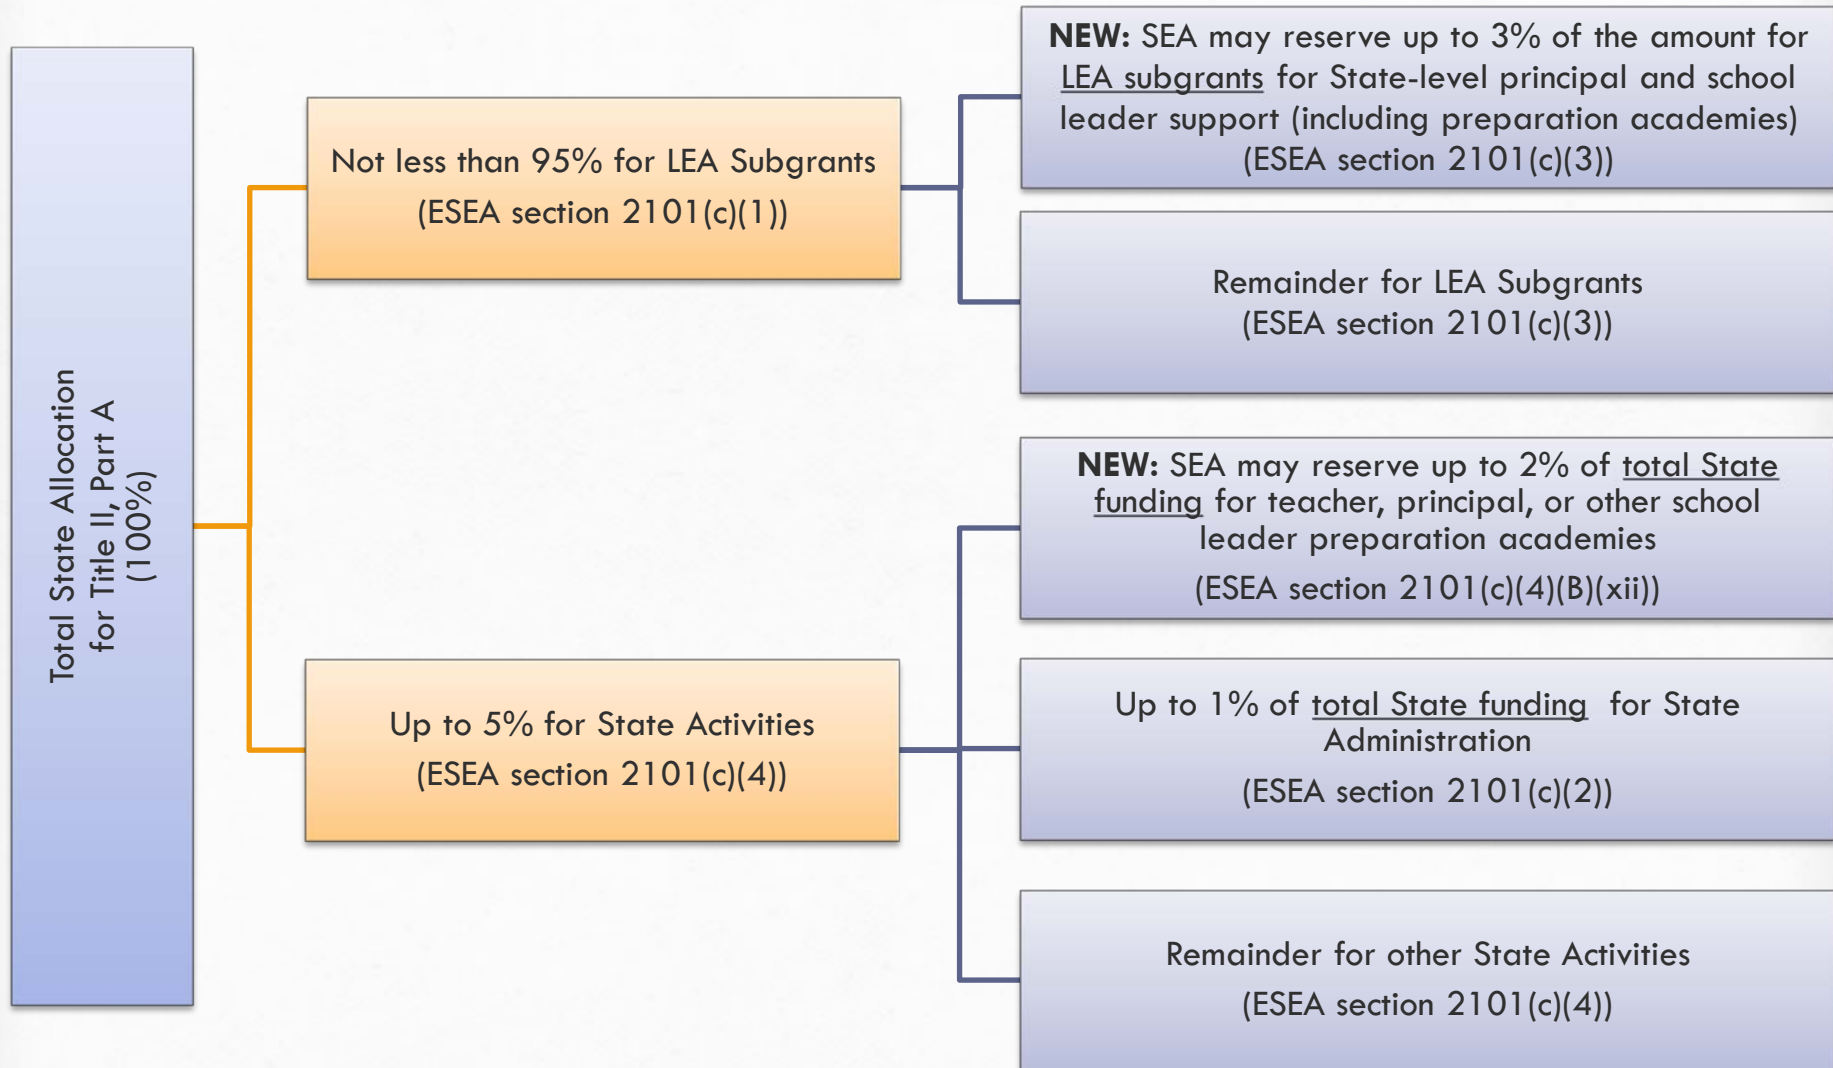 Total State Allocation
for Title II, Part A
(100%)
Not less than 95% for LEA Subgrants
(ESEA section 2101(c)(1))
NEW: SEA may reserve up to 3% of the amount for
LEA subgrants for State-level principal and school
leader support (including preparation academies)
(ESEA section 2101(c)(3))
Remainder for LEA Subgrants
(ESEA section 2101(c)(3))
Up to 5% for State Activities
(ESEA section 2101(c)(4))
NEW: SEA may reserve up to 2% of total State
funding for teacher, principal, or other school
leader preparation academies
(ESEA section 2101(c)(4)(B)(xii))
Up to 1% of total State funding for State
Administration
(ESEA section 2101(c)(2))
Remainder for other State Activities
(ESEA section 2101(c)(4))